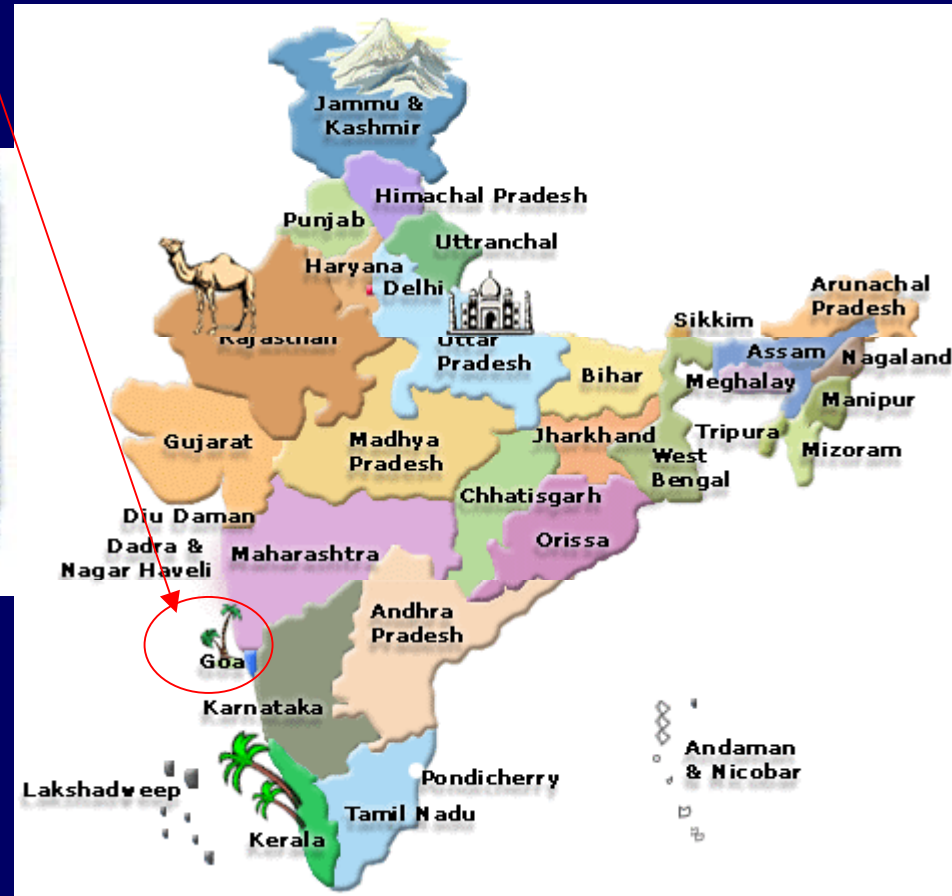 Jammu &
Kashmir
Himachal Pradesh
Punjab
Uttranchal
Haryana
Delhi
Arunachal
Pradesh
Sikkim
Rajasthan
Uttar
Pradesh
Assam
Nagaland
Bihar
Meghalay
Manipur
Gujarat
Madhya
Pradesh
Jharkhand
Tripura
Mizoram
West
Bengal
Chhatisgarh
Diu Daman
Orissa
Dadra &
Nagar Haveli
Maharashtra
Andhra
Pradesh
Goa
Karnataka
Andaman
& Nicobar
Lakshadweep
Pondicherry
Tamil Nadu
Kerala